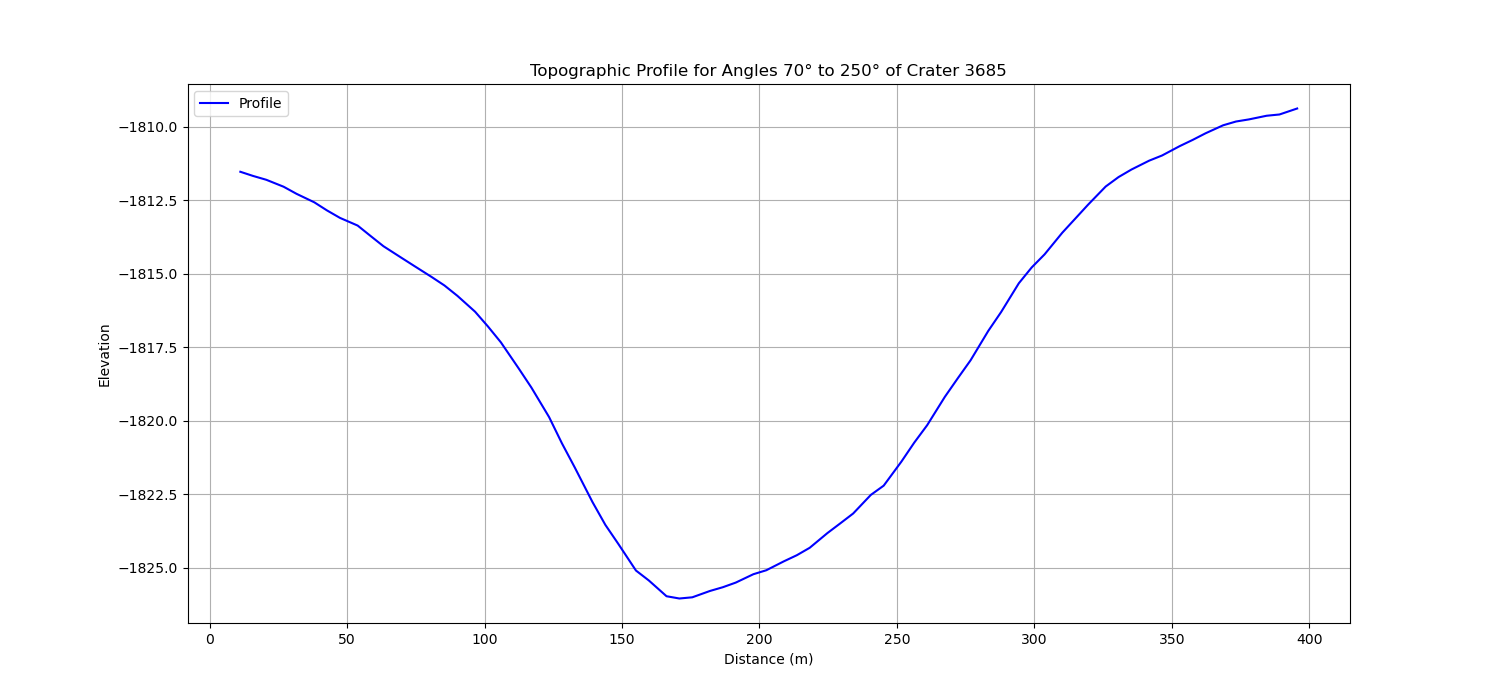 Topographic Profile for Angles 70° to 250° of Crater 3685
Profile
−1810.0
−1812.5
−1815.0
−1817.5
−1820.0
−1822.5
−1825.0
Elevation
0 50 100 150 200 250 300 350 400
Distance (m)